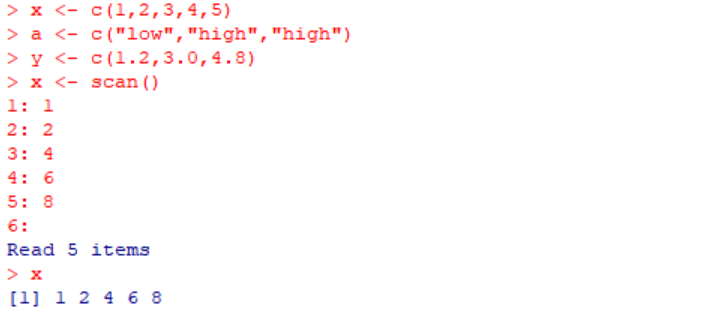 > x <- c(1,2,3,4,5)
> a <- c("low","high","high")
> y <- c(1.2,3.0,4.8)
> x <- scan()
1: 1
2: 2
3: 4
4: 6
5: 8
6:
Read 5 items
> x
[1] 1 2 4 6 8